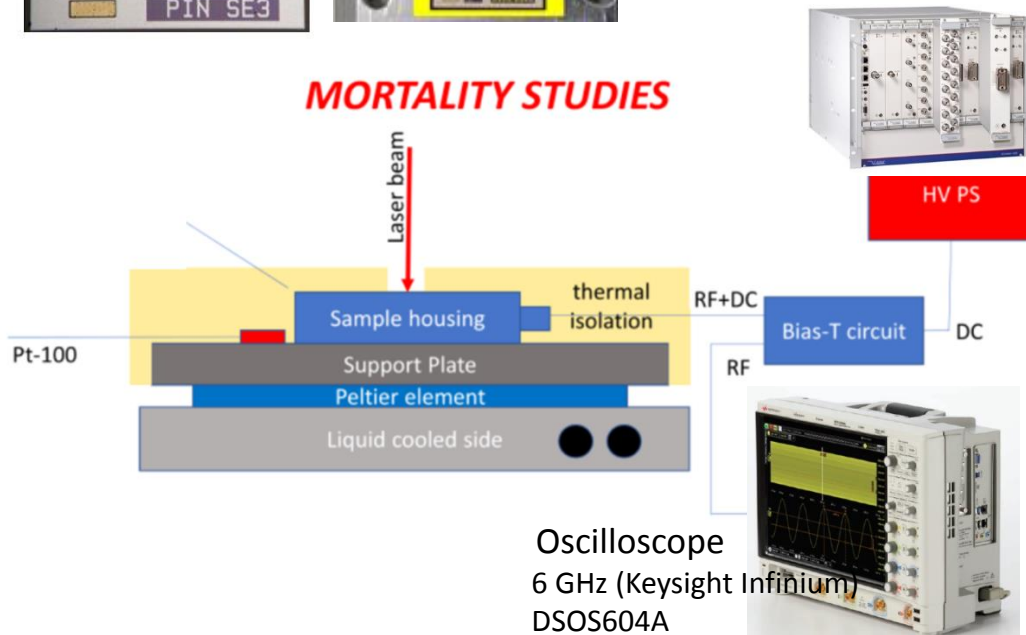 PIN SE3
MORTALITY STUDIES
Laser beam
HV PS
thermal
isolation
RF+DC
Sample housing
Bias-T circuit
DC
Pt-100
Support Plate
RF
Peltier element
Liquid cooled side
Oscilloscope
6 GHz (Keysight Infinium)
DSOS604A